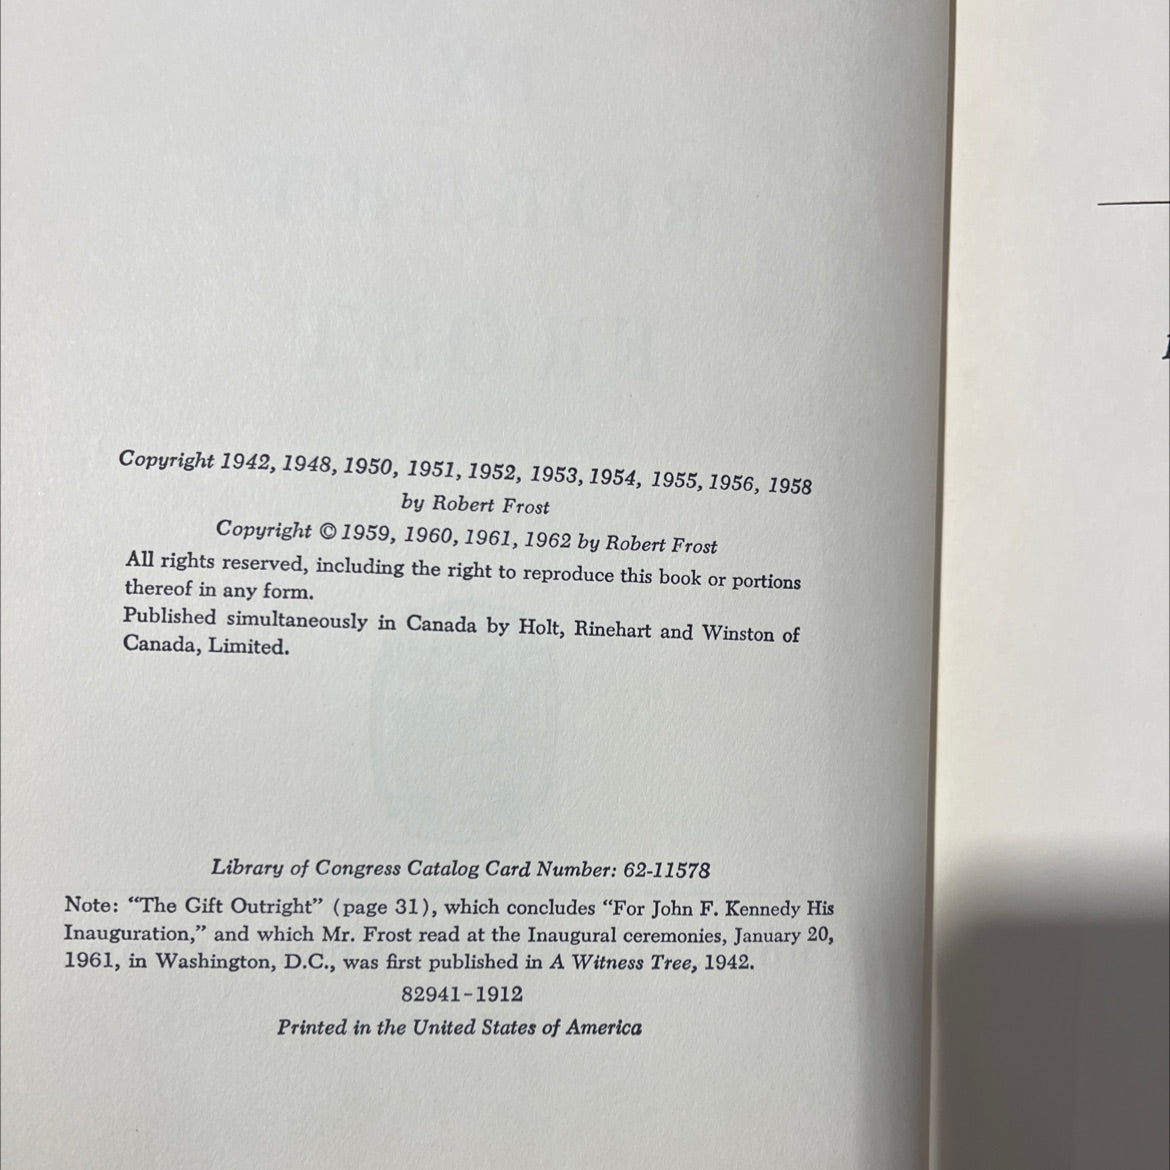 Copyright 1942, 1948, 1950, 1951, 1952, 1953, 1954, 1955, 1956, 1958
by Robert Frost
Copyright © 1959, 1960, 1961, 1962 by Robert Frost
All rights reserved, including the right to reproduce this book or portions
thereof in any form.
Published simultaneously in Canada by Holt, Rinehart and Winston of
Canada, Limited.
Library of Congress Catalog Card Number: 62-11578
Note: “The Gift Outright” (page 31), which concludes “For John F. Kennedy His
Inauguration,” and which Mr. Frost read at the Inaugural ceremonies, January 20,
1961, in Washington, D.C., was first published in A Witness Tree, 1942.
82941-1912
Printed in the United States of America